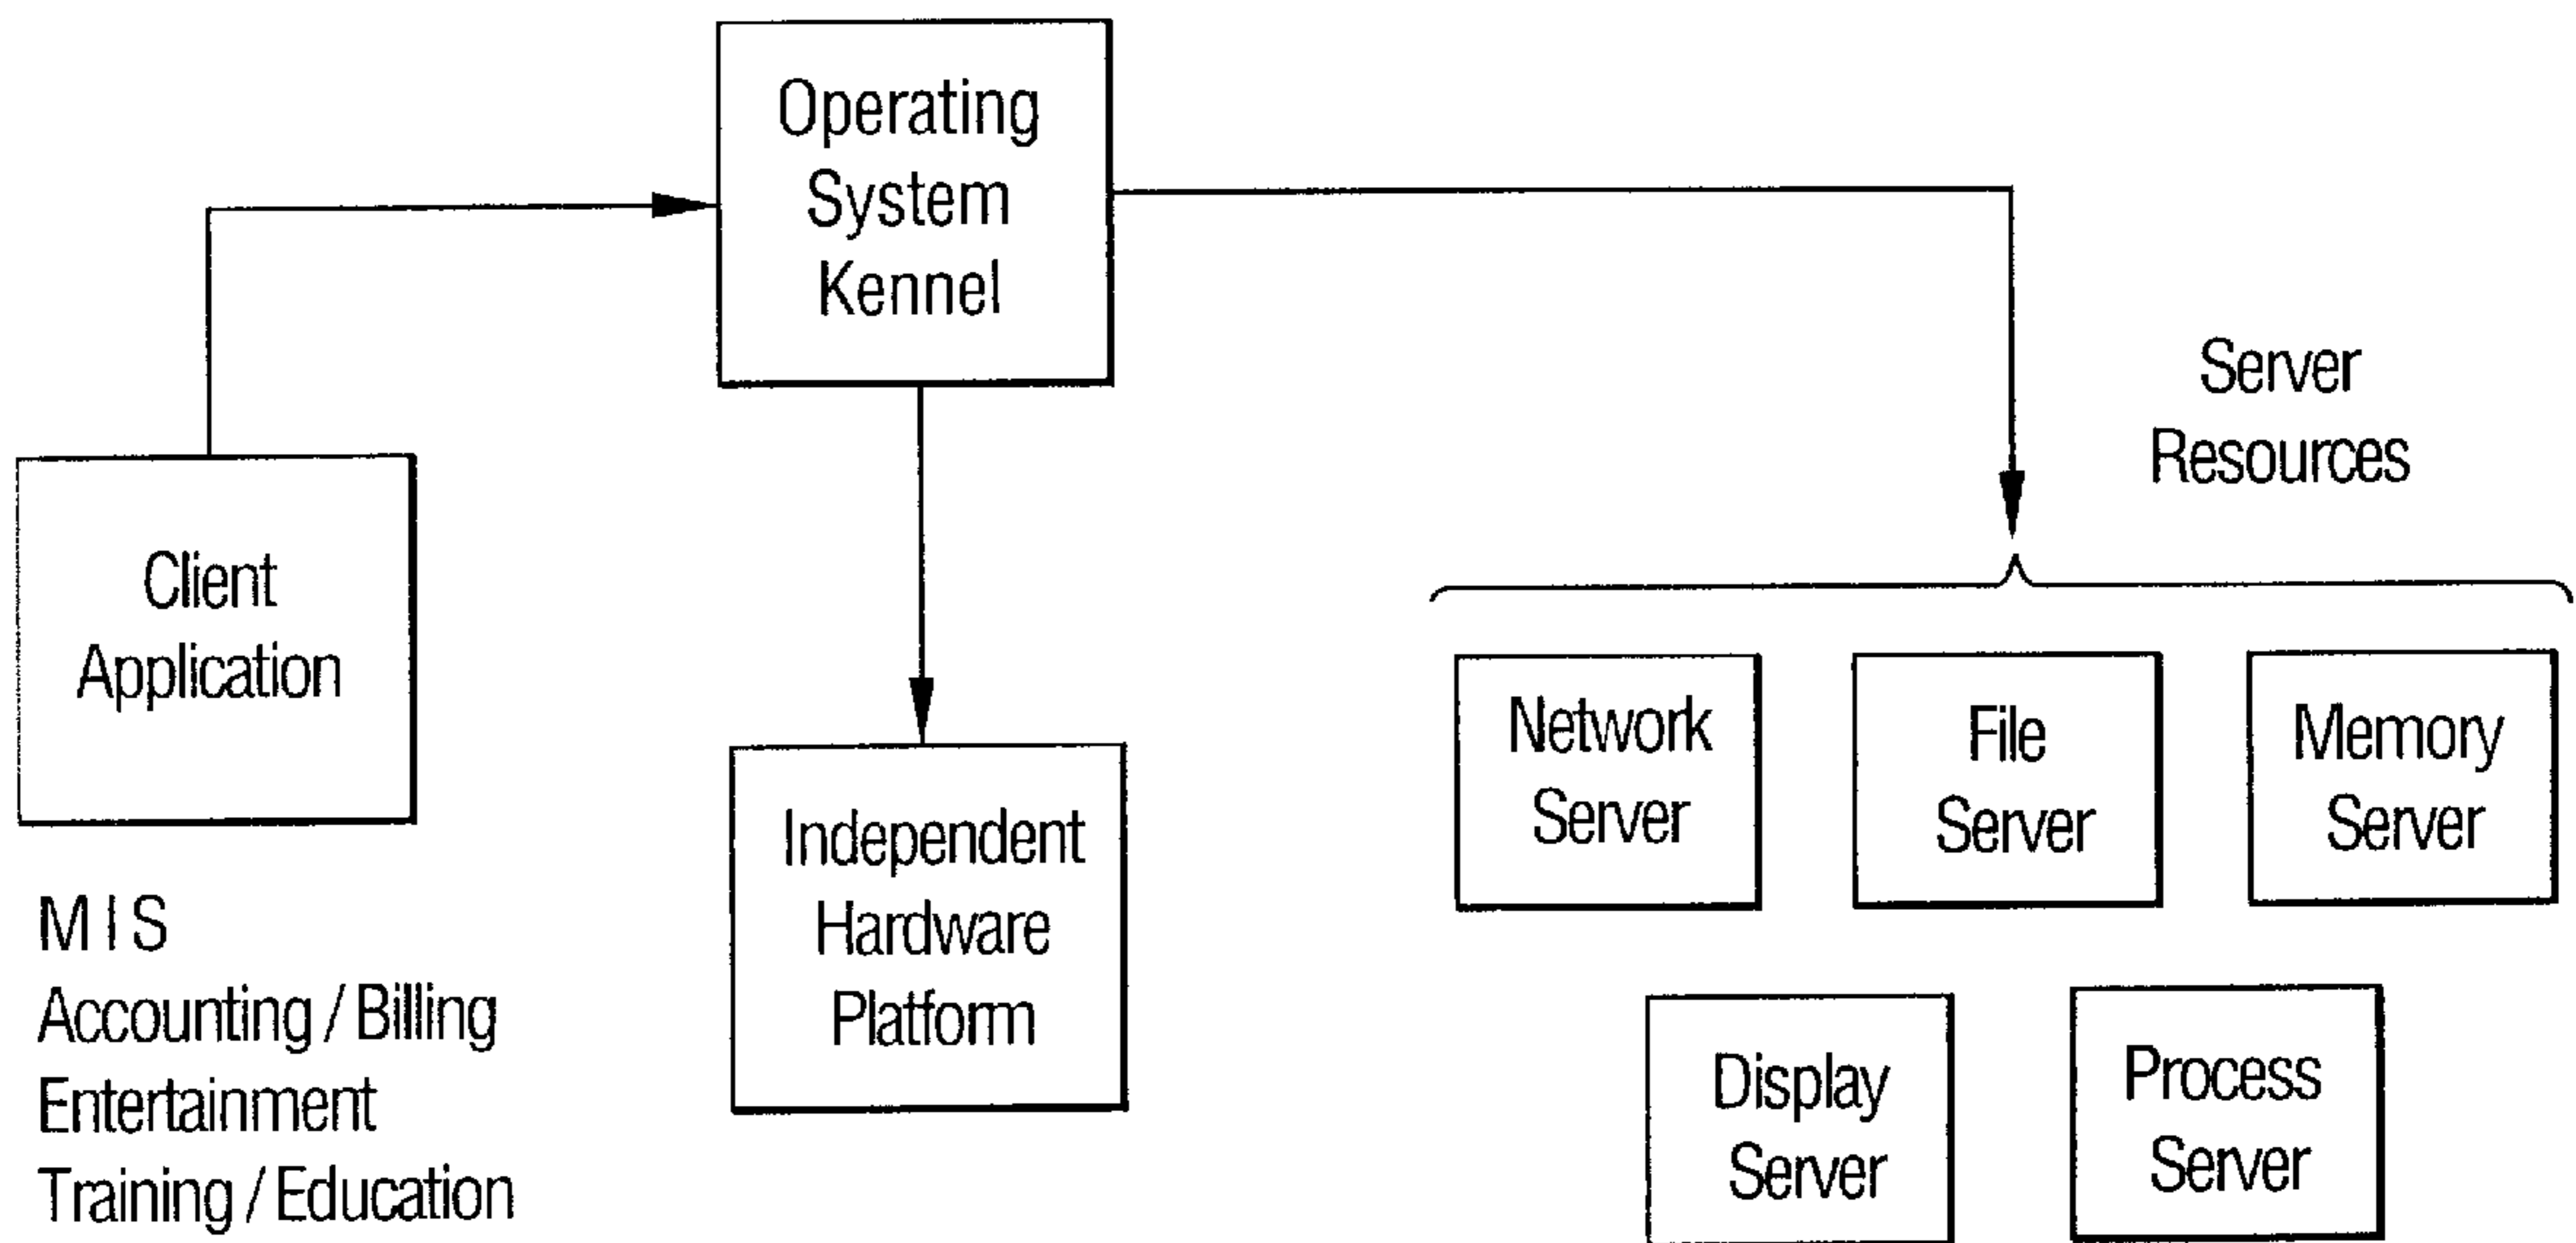 Operating
System
Kennel
Client
Application
MIS
Accounting / Billing
Entertainment
Training / Education
Independent
Hardware
Platform
Server
Resources
Network
Server
File
Server
Memory
Server
Display
Server
Process
Server